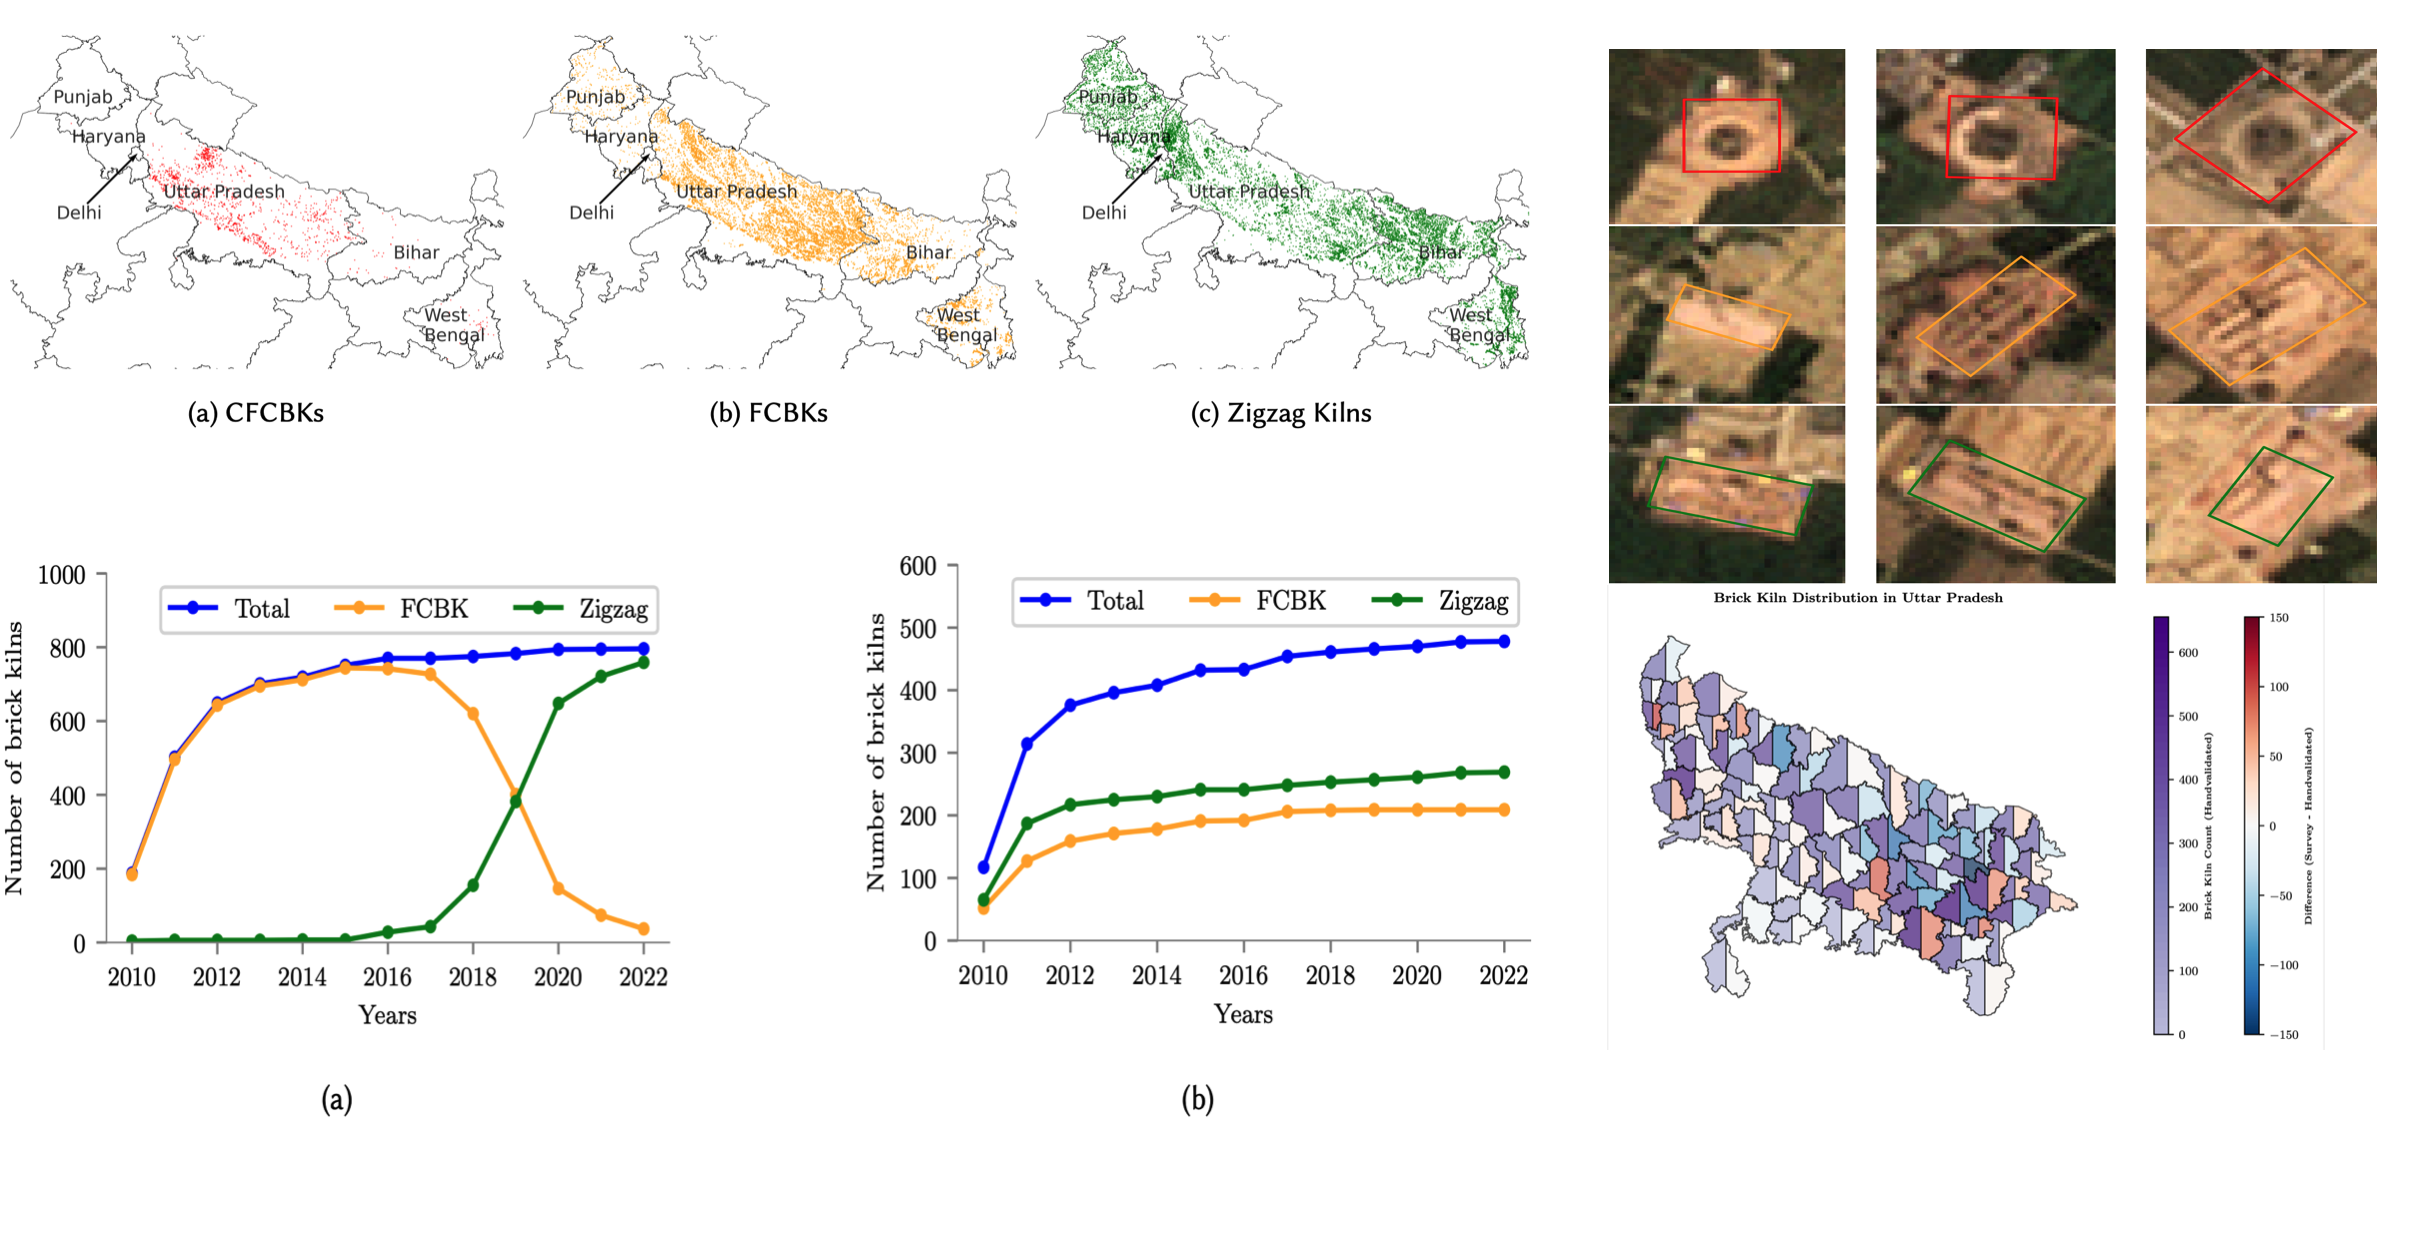 Punjab
Haryana
Uttar Pradesh
Delhi
Bihar
West
Bengal
(a) CFCBKs
Punjab
Haryana
Uttar Pradesh
Delhi
Bihar
West
Bengal
(b) FCBKs
Punjab
Haryana
Uttar Pradesh
Delhi
Bihar
West
Bengal
(c) Zigzag Kilns
Number of brick kilns
1000
800
600
400
200
0
Total
FCBK
Zigzag
2010
2012
2014
2016
2018
2020
2022
Years
(a)
Number of brick kilns
600
500
400
300
200
100
0
Total
FCBK
Zigzag
2010
2012
2014
2016
2018
2020
2022
Years
(b)
Brick Kiln Distribution in Uttar Pradesh
600
500
400
300
200
100
0
Brick Kiln Count (Handvalidated)
150
100
50
0
−50
−100
−150
Difference (Survey - Handvalidated)